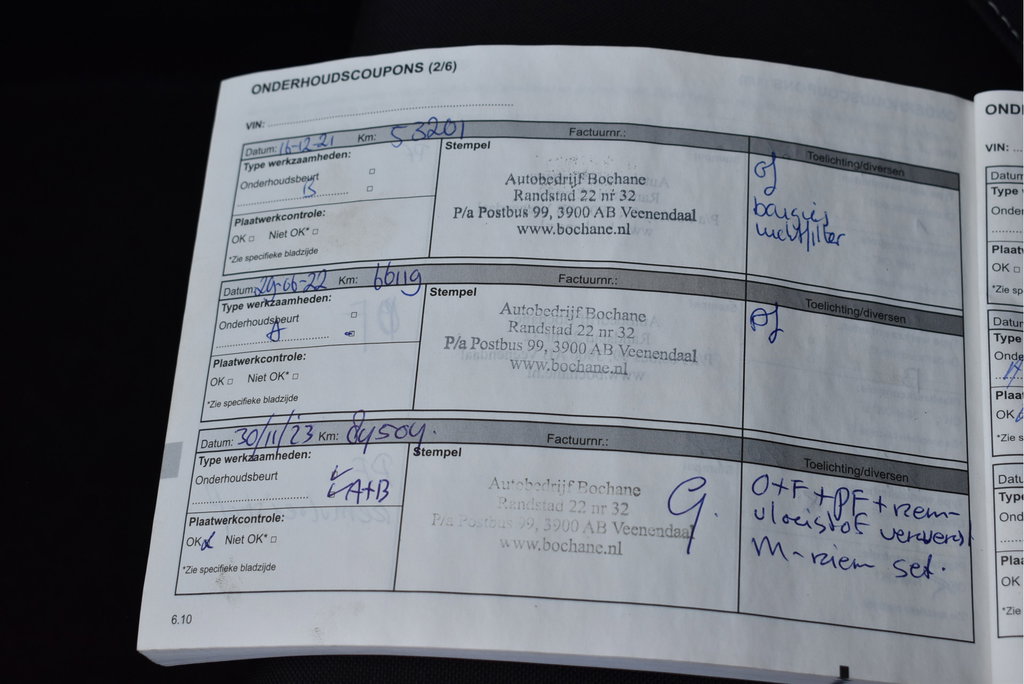 ONDERHOUDSCOUPONS (2/6)
VIN:
Datum: 16-12-21 Km: 53201 Factuurnr.:
Type werkzaamheden:
Onderhoudsbeurt
B
Plaatwerkcontrole:
OK □ Niet OK* □
*Zie specifieke bladzijde
Stempel
Autobedrijf Bochane
Randstad 22 nr 32
P/a Postbus 99, 3900 AB Veenendaal
www.bochane.nl
Toelichting/diversen
of
bougies
luchtfilter
Datum: 29-06-22 Km: 66119 Factuurnr.:
Type werkzaamheden:
Onderhoudsbeurt
A
Plaatwerkcontrole:
OK □ Niet OK* □
*Zie specifieke bladzijde
Stempel
Autobedrijf Bochane
Randstad 22 nr 32
P/a Postbus 99, 3900 AB Veenendaal
www.bochane.nl
Toelichting/diversen
of
Datum: 30/11/'23 Km: 84504. Factuurnr.:
Type werkzaamheden:
Onderhoudsbeurt
A+B
Plaatwerkcontrole:
OK Niet OK* □
*Zie specifieke bladzijde
Stempel
Autobedrijf Bochane
Randstad 22 nr 32
P/a Postbus 99, 3900 AB Veenendaal
www.bochane.nl
Toelichting/diversen
O+F+PF+rem-
vloeistof ververst
M-riem set.
6.10
VIN: